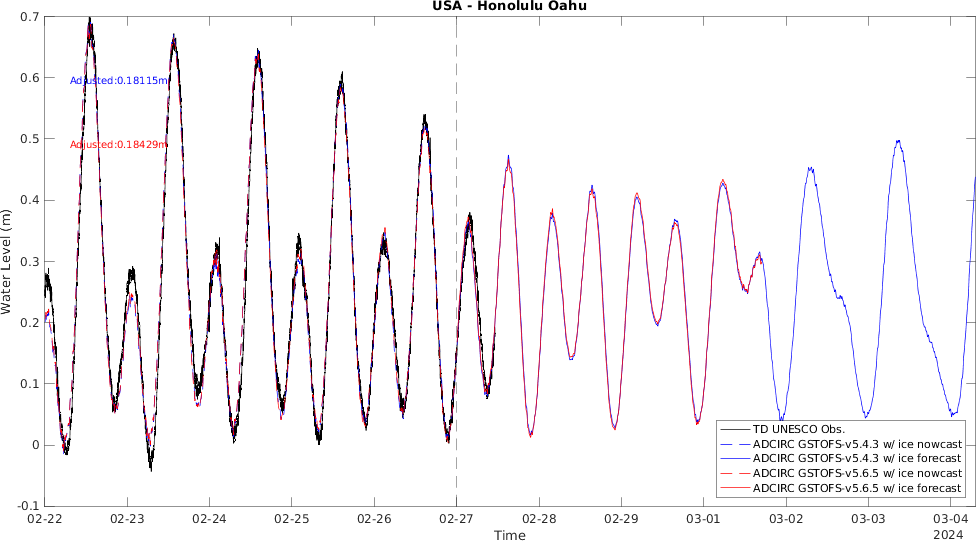 USA - Honolulu Oahu
0.7
0.6
0.5
0.4
0.3
0.2
0.1
0
-0.1
Water Level (m)
Adjusted:0.18115m
Adjusted:0.18429m
TD UNESCO Obs.
ADCIRC GSTOFS-v5.4.3 w/ ice nowcast
ADCIRC GSTOFS-v5.4.3 w/ ice forecast
ADCIRC GSTOFS-v5.6.5 w/ ice nowcast
ADCIRC GSTOFS-v5.6.5 w/ ice forecast
02-22 02-23 02-24 02-25 02-26 02-27 02-28 02-29 03-01 03-02 03-03 03-04
Time 2024